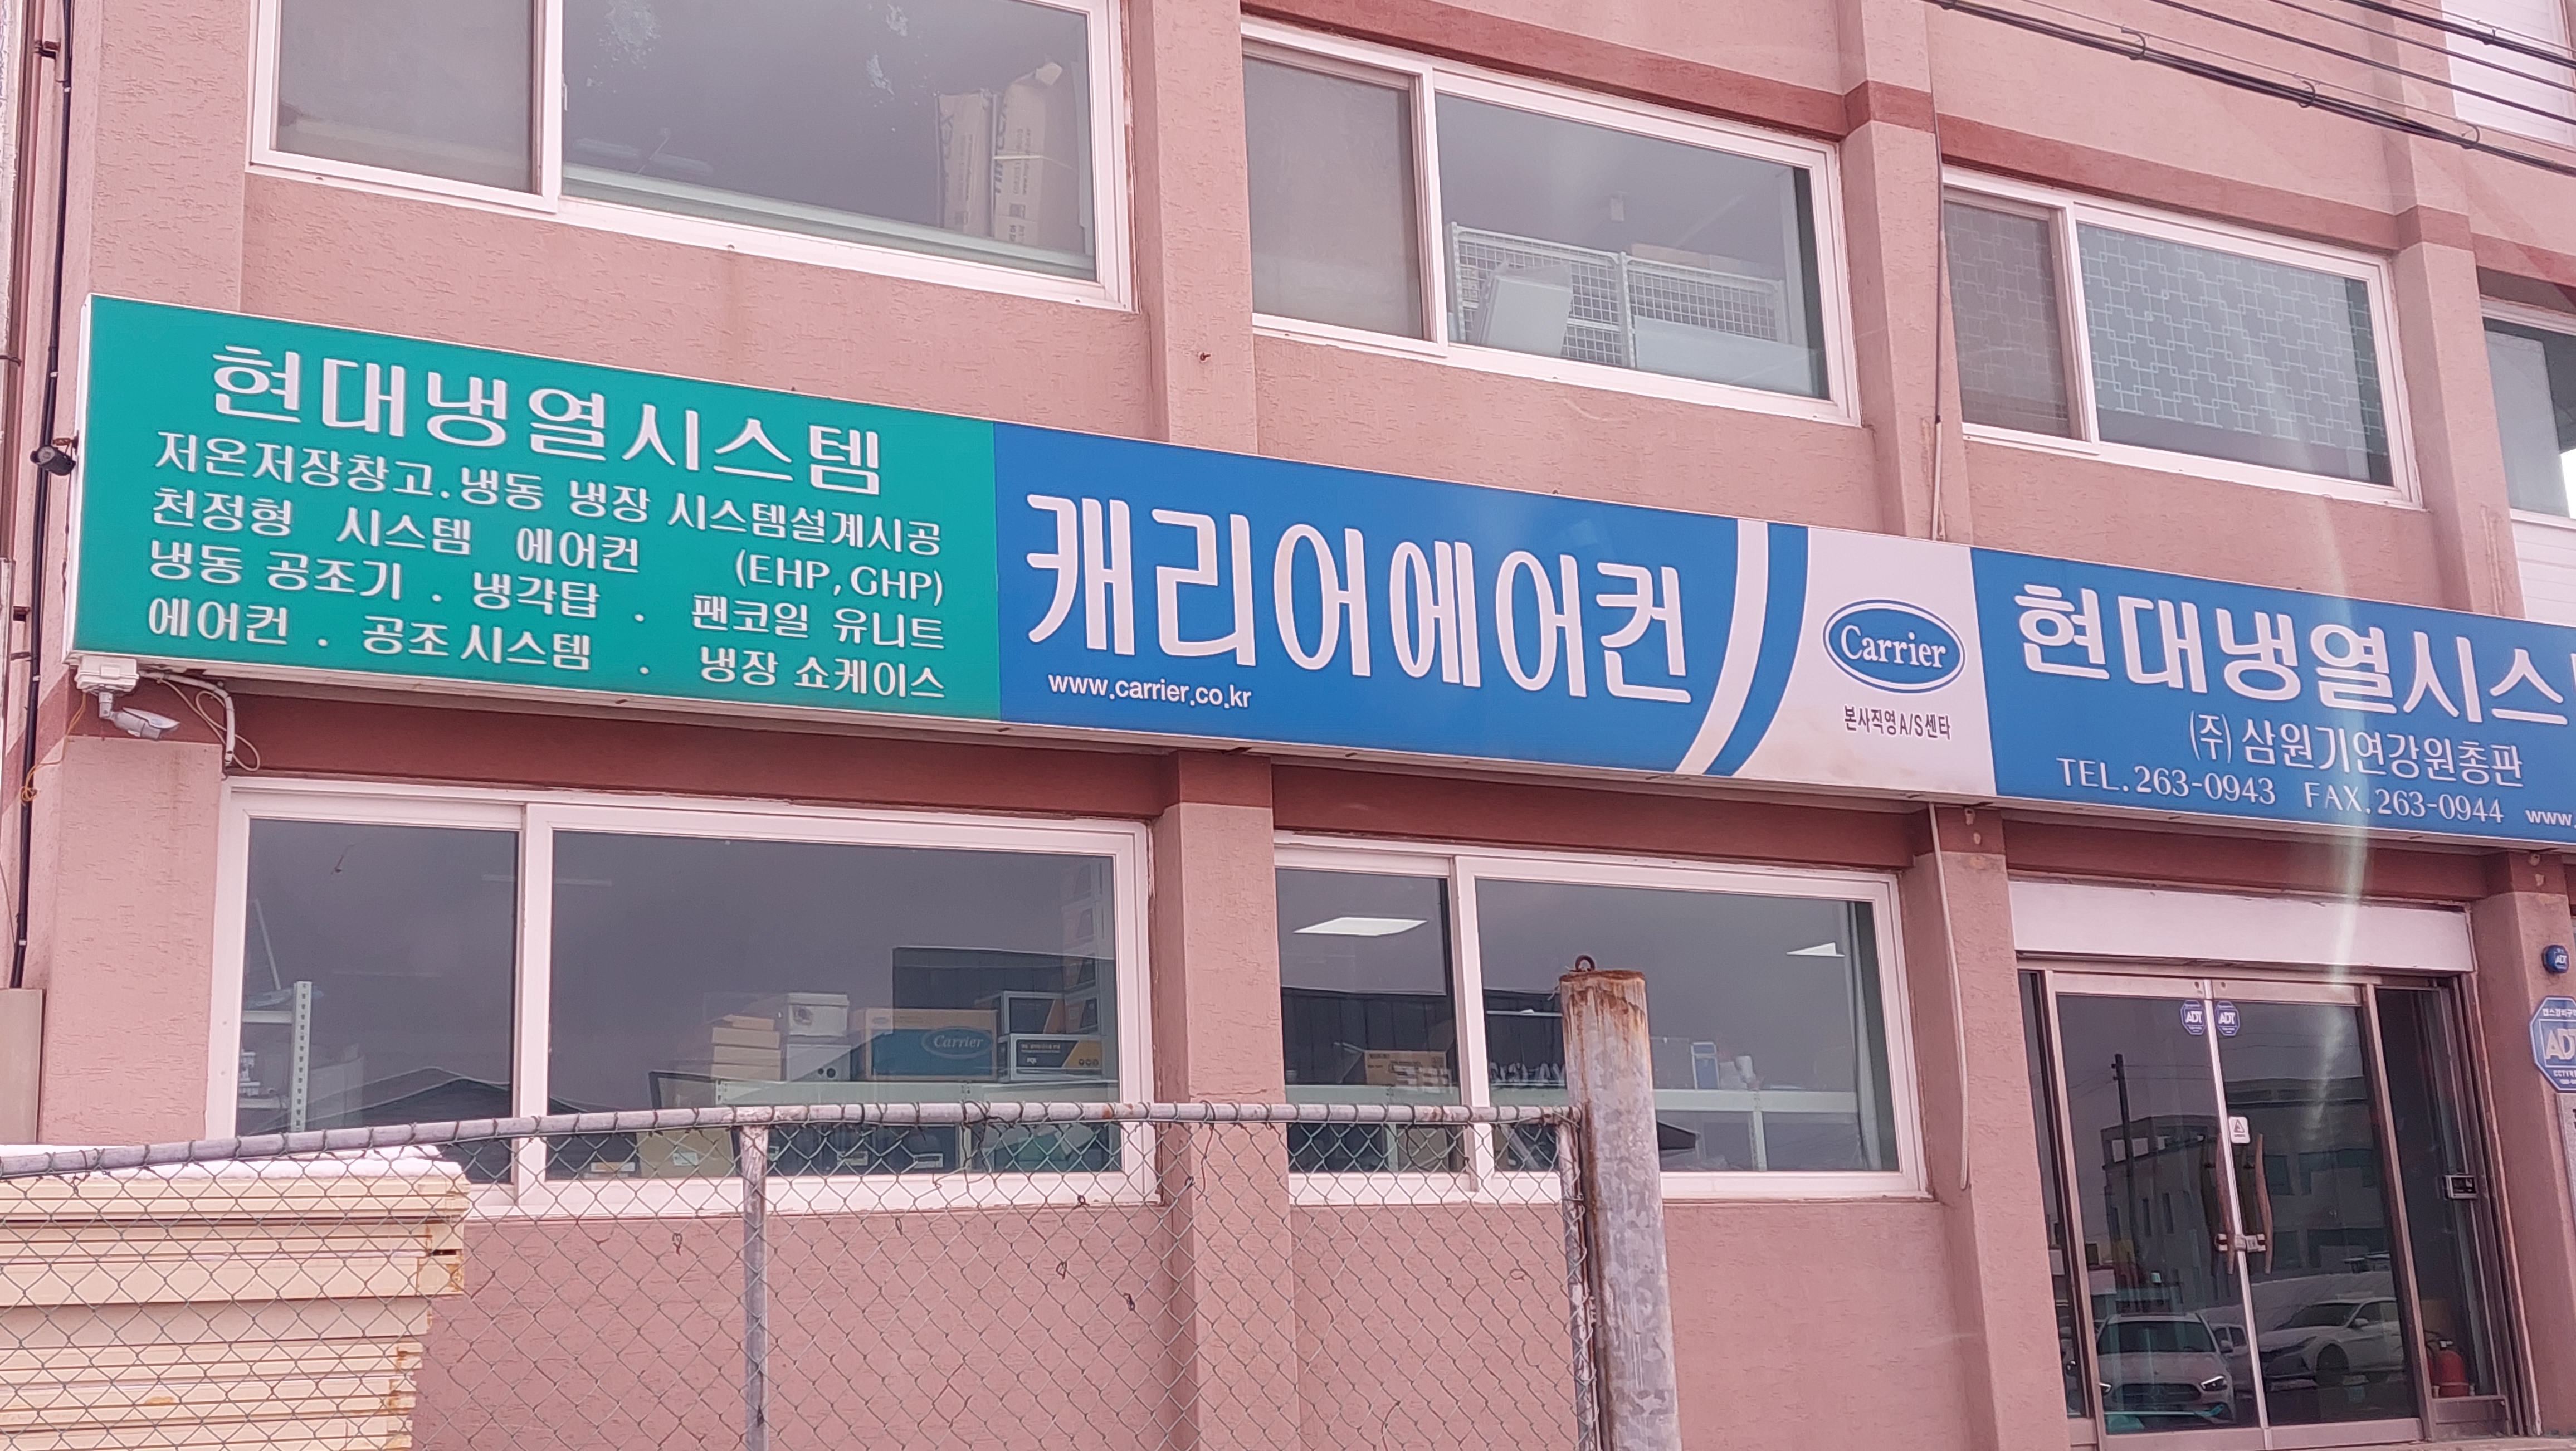 현대냉열시스템
저온저장창고.냉동 냉장 시스템설계시공
천정형 시스템 에어컨 (EHP,GHP)
냉동 공조기 . 냉각탑 . 팬코일 유니트
에어컨 . 공조시스템 . 냉장 쇼케이스
캐리어에어컨
www.carrier.co.kr
Carrier
본사직영A/S센타
현대냉열시스
(주)삼원기연강원총판
TEL.263-0943 FAX.263-0944 www.
Carrier
ADT
ADT
ADT
ADT